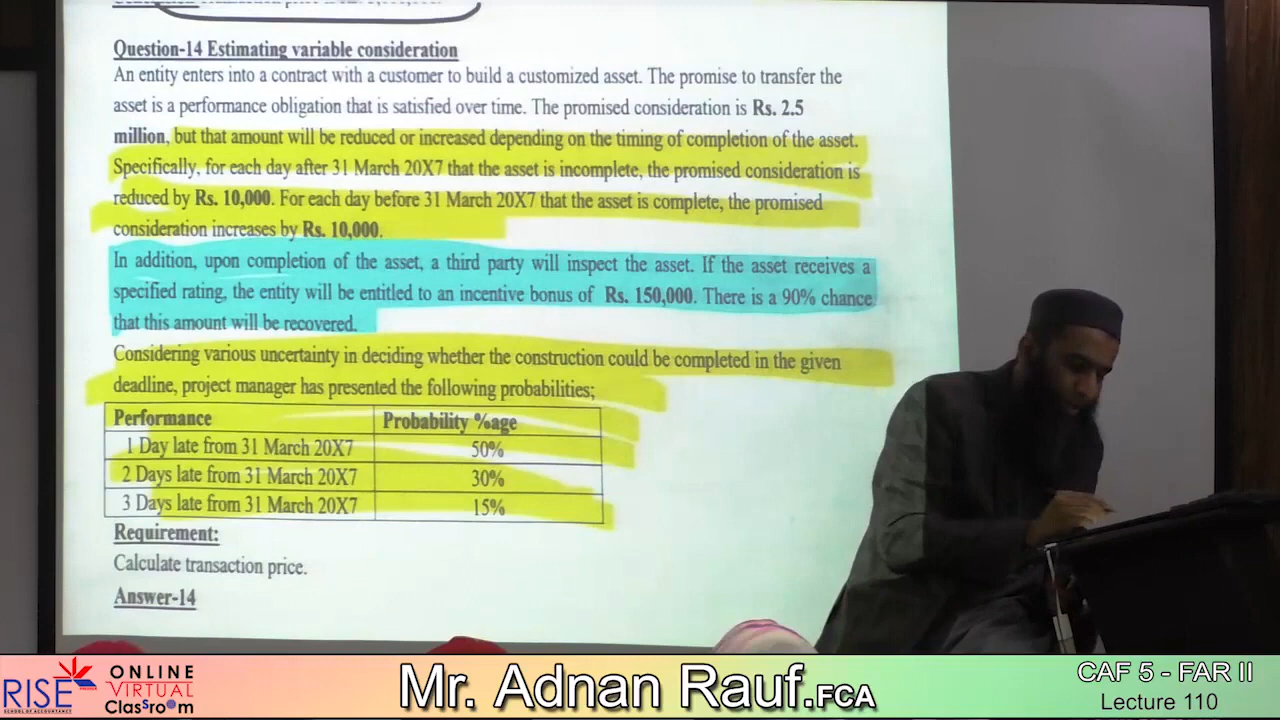 Question-14 Estimating variable consideration
An entity enters into a contract with a customer to build a customized asset. The promise to transfer the
asset is a performance obligation that is satisfied over time. The promised consideration is Rs. 2.5
million, but that amount will be reduced or increased depending on the timing of completion of the asset.
Specifically, for each day after 31 March 20X7 that the asset is incomplete, the promised consideration is
reduced by Rs. 10,000. For each day before 31 March 20X7 that the asset is complete, the promised
consideration increases by Rs. 10,000.
In addition, upon completion of the asset, a third party will inspect the asset. If the asset receives a
specified rating, the entity will be entitled to an incentive bonus of Rs. 150,000. There is a 90% chance
that this amount will be recovered.
Considering various uncertainty in deciding whether the construction could be completed in the given
deadline, project manager has presented the following probabilities;
Performance Probability %age
1 Day late from 31 March 20X7 50%
2 Days late from 31 March 20X7 30%
3 Days late from 31 March 20X7 15%
Requirement:
Calculate transaction price.
Answer-14
RISE
SCHOOL OF ACCOUNTANCY
ONLINE
VIRTUAL
Classroom
Mr. Adnan Rauf.FCA
CAF 5 - FAR II
Lecture 110